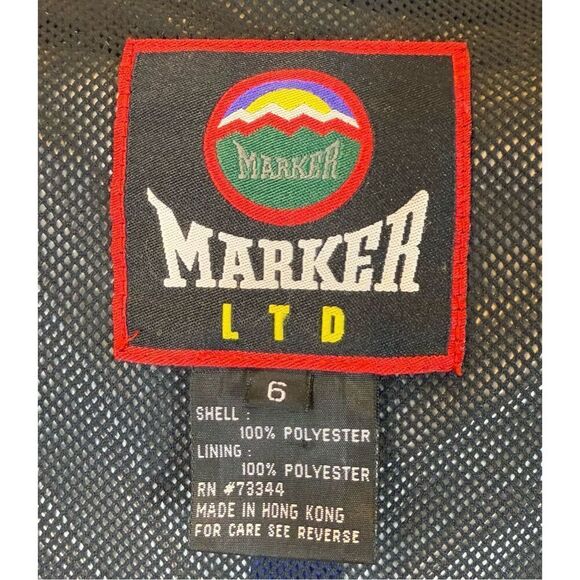 MARKER
MARKER
LTD
6
SHELL :
100% POLYESTER
LINING :
100% POLYESTER
RN #73344
MADE IN HONG KONG
FOR CARE SEE REVERSE